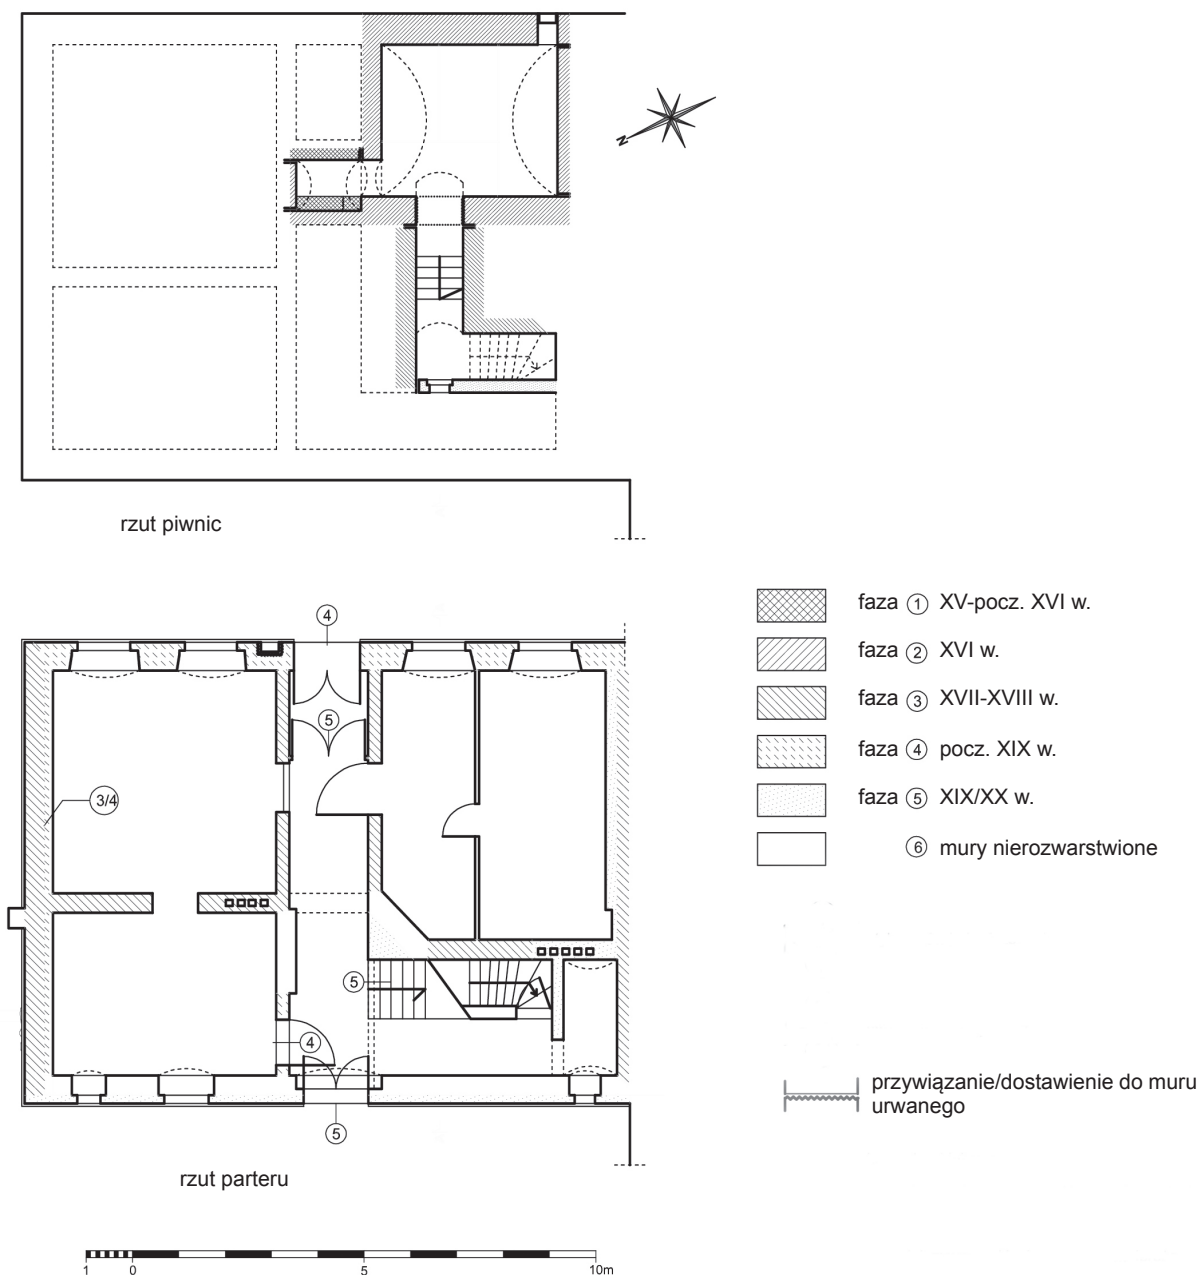 N
rzut piwnic
faza ① XV-pocz. XVI w.
faza ② XVI w.
faza ③ XVII-XVIII w.
faza ④ pocz. XIX w.
faza ⑤ XIX/XX w.
⑥ mury nierozwarstwione
4
5
3/4
5
4
5
przywiązanie/dostawienie do muru
urwanego
rzut parteru
1 0 5 10m